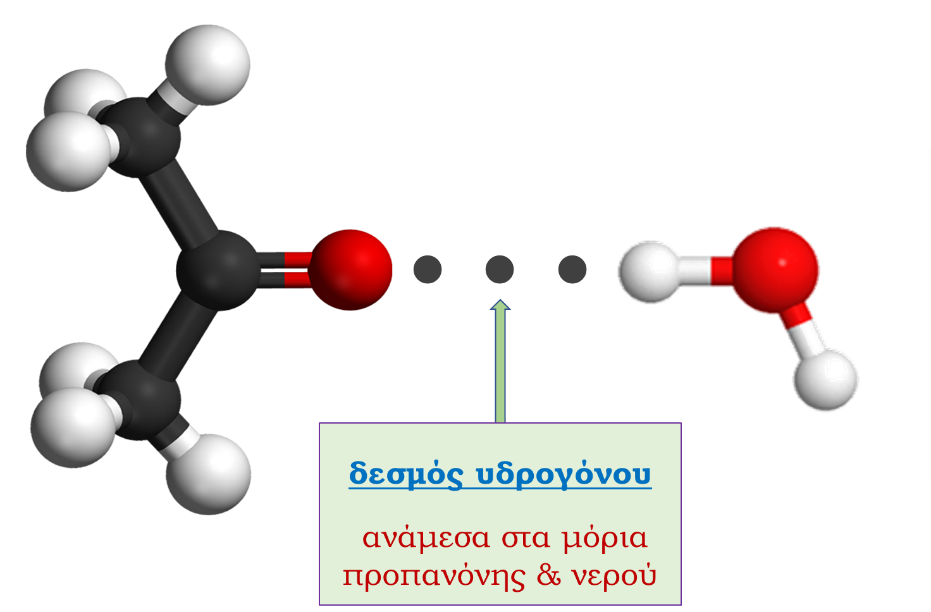 δεσμός υδρογόνου
ανάμεσα στα μόρια
προπανόνης & νερού